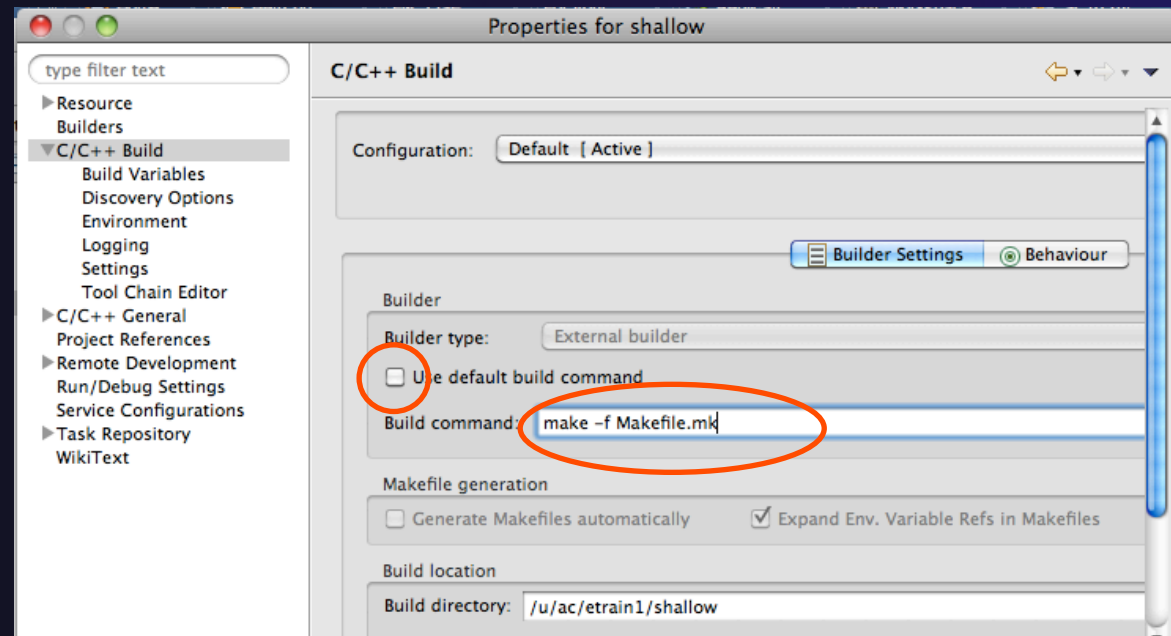 Properties for shallow
type filter text
Resource
Builders
C/C++ Build
Build Variables
Discovery Options
Environment
Logging
Settings
Tool Chain Editor
C/C++ General
Project References
Remote Development
Run/Debug Settings
Service Configurations
Task Repository
WikiText
C/C++ Build
Configuration: Default [ Active ]
Builder Settings Behaviour
Builder
Builder type: External builder
Use default build command
Build command: make -f Makefile.mk
Makefile generation
Generate Makefiles automatically Expand Env. Variable Refs in Makefiles
Build location
Build directory: /u/ac/etrain1/shallow